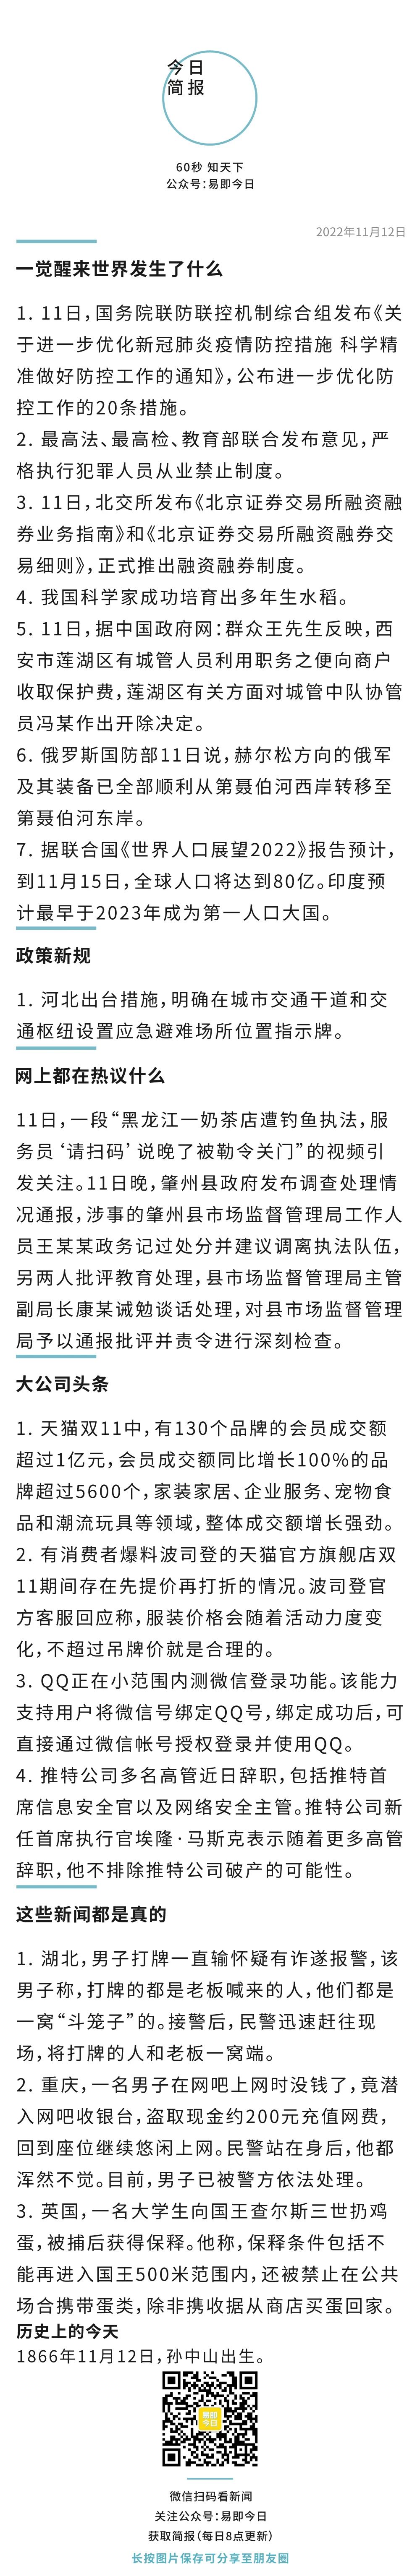 今日
简报
60秒 知天下
公众号：易即今日
2022年11月12日
一觉醒来世界发生了什么
1. 11日，国务院联防联控机制综合组发布《关
于进一步优化新冠肺炎疫情防控措施 科学精
准做好防控工作的通知》，公布进一步优化防
控工作的20条措施。
2. 最高法、最高检、教育部联合发布意见，严
格执行犯罪人员从业禁止制度。
3. 11日，北交所发布《北京证券交易所融资融
券业务指南》和《北京证券交易所融资融券交
易细则》，正式推出融资融券制度。
4. 我国科学家成功培育出多年生水稻。
5. 11日，据中国政府网：群众王先生反映，西
安市莲湖区有城管人员利用职务之便向商户
收取保护费，莲湖区有关方面对城管中队协管
员冯某作出开除决定。
6. 俄罗斯国防部11日说，赫尔松方向的俄军
及其装备已全部顺利从第聂伯河西岸转移至
第聂伯河东岸。
7. 据联合国《世界人口展望2022》报告预计，
到11月15日，全球人口将达到80亿。印度预
计最早于2023年成为第一人口大国。
政策新规
1. 河北出台措施，明确在城市交通干道和交
通枢纽设置应急避难场所位置指示牌。
网上都在热议什么
11日，一段“黑龙江一奶茶店遭钓鱼执法，服
务员‘请扫码’说晚了被勒令关门”的视频引
发关注。11日晚，肇州县政府发布调查处理情
况通报，涉事的肇州县市场监督管理局工作人
员王某某政务记过处分并建议调离执法队伍，
另两人批评教育处理，县市场监督管理局主管
副局长康某诫勉谈话处理，对县市场监督管理
局予以通报批评并责令进行深刻检查。
大公司头条
1. 天猫双11中，有130个品牌的会员成交额
超过1亿元，会员成交额同比增长100%的品
牌超过5600个，家装家居、企业服务、宠物食
品和潮流玩具等领域，整体成交额增长强劲。
2. 有消费者爆料波司登的天猫官方旗舰店双
11期间存在先提价再打折的情况。波司登官
方客服回应称，服装价格会随着活动力度变
化，不超过吊牌价就是合理的。
3. QQ正在小范围内测微信登录功能。该能力
支持用户将微信号绑定QQ号，绑定成功后，可
直接通过微信帐号授权登录并使用QQ。
4. 推特公司多名高管近日辞职，包括推特首
席信息安全官以及网络安全主管。推特公司新
任首席执行官埃隆·马斯克表示随着更多高管
辞职，他不排除推特公司破产的可能性。
这些新闻都是真的
1. 湖北，男子打牌一直输怀疑有诈遂报警，该
男子称，打牌的都是老板喊来的人，他们都是
一窝“斗笼子”的。接警后，民警迅速赶往现
场，将打牌的人和老板一窝端。
2. 重庆，一名男子在网吧上网时没钱了，竟潜
入网吧收银台，盗取现金约200元充值网费，
回到座位继续悠闲上网。民警站在身后，他都
浑然不觉。目前，男子已被警方依法处理。
3. 英国，一名大学生向国王查尔斯三世扔鸡
蛋，被捕后获得保释。他称，保释条件包括不
能再进入国王500米范围内，还被禁止在公共
场合携带蛋类，除非携收据从商店买蛋回家。
历史上的今天
1866年11月12日，孙中山出生。
易即
今日
微信扫码看新闻
关注公众号：易即今日
获取简报（每日8点更新）
长按图片保存可分享至朋友圈